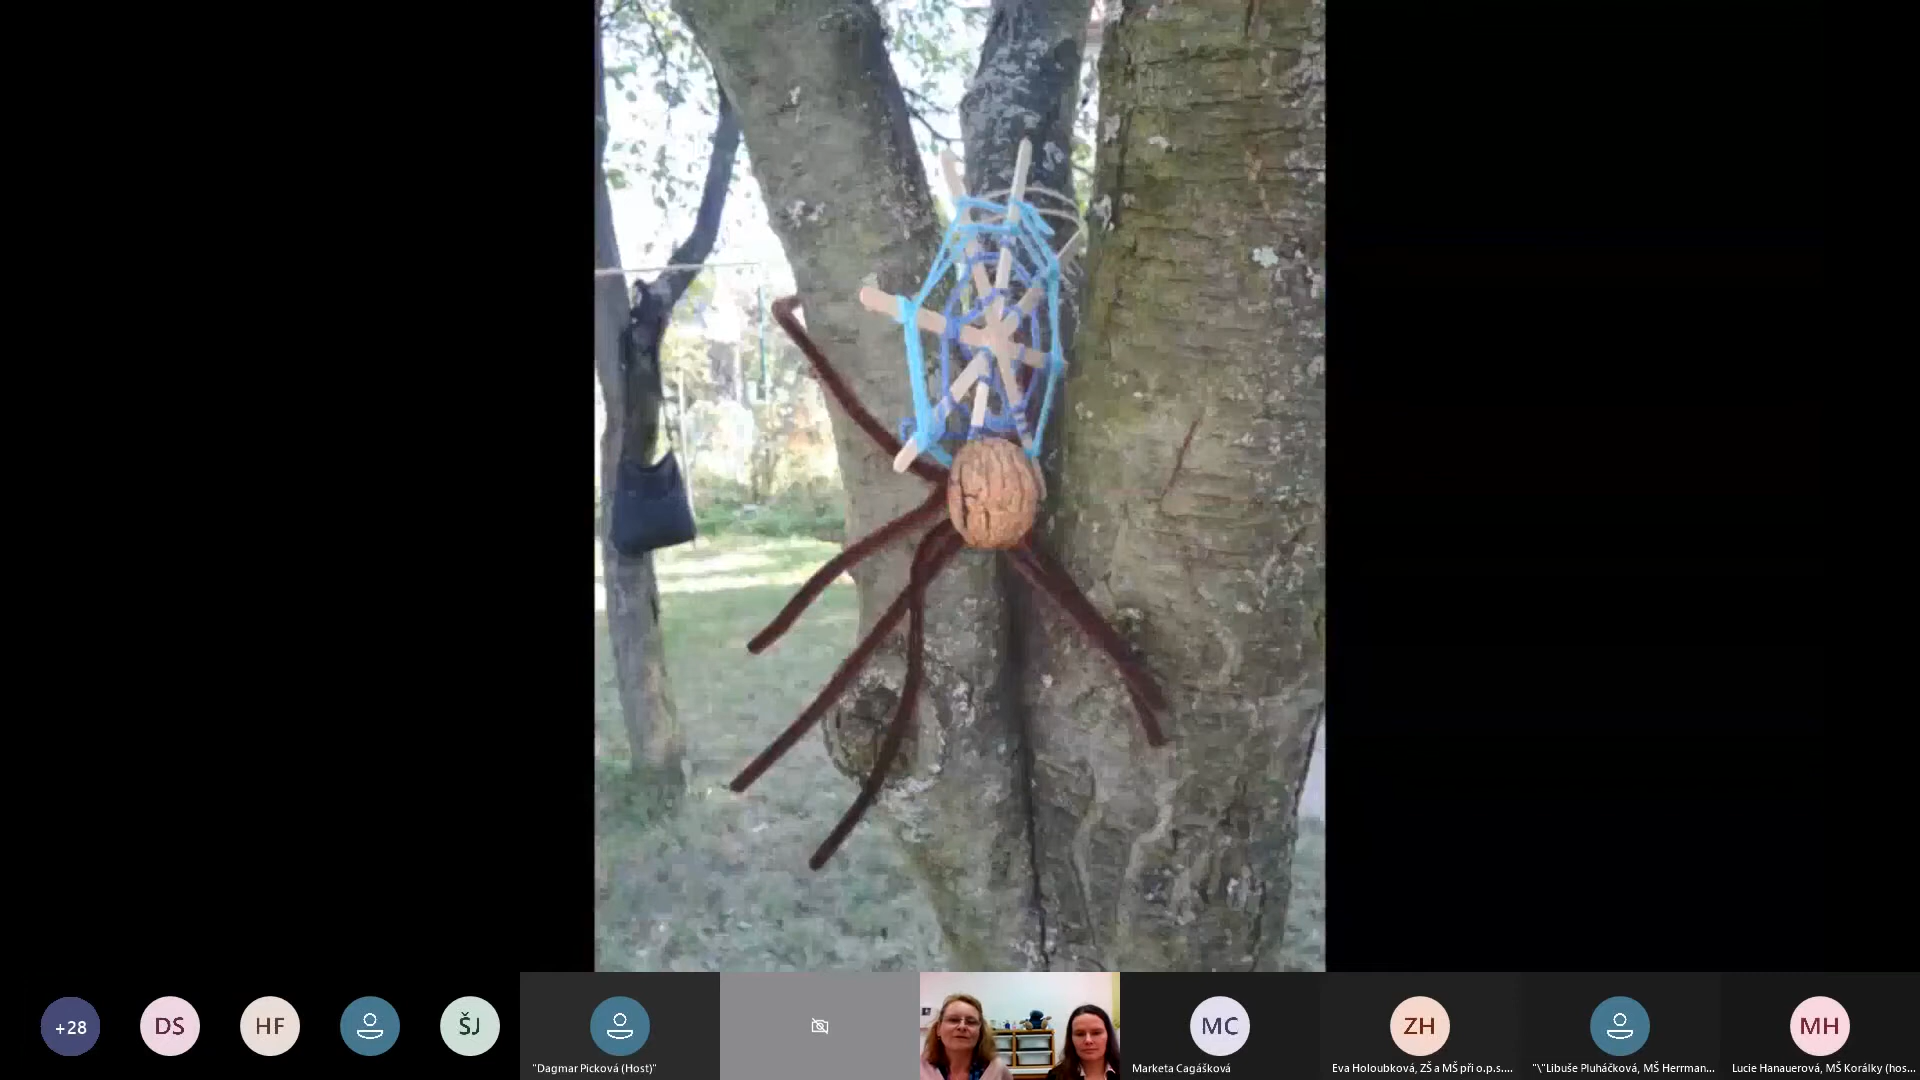 +28
DS
HF
ŠJ
MC
ZH
MH
"Dagmar Picková (Host)"
Marketa Cagášková
Eva Holoubková, ZŠ a MŠ při o.p.s....
"\"Libuše Pluháčková, MŠ Herrman...
Lucie Hanauerová, MŠ Korálky (hos...